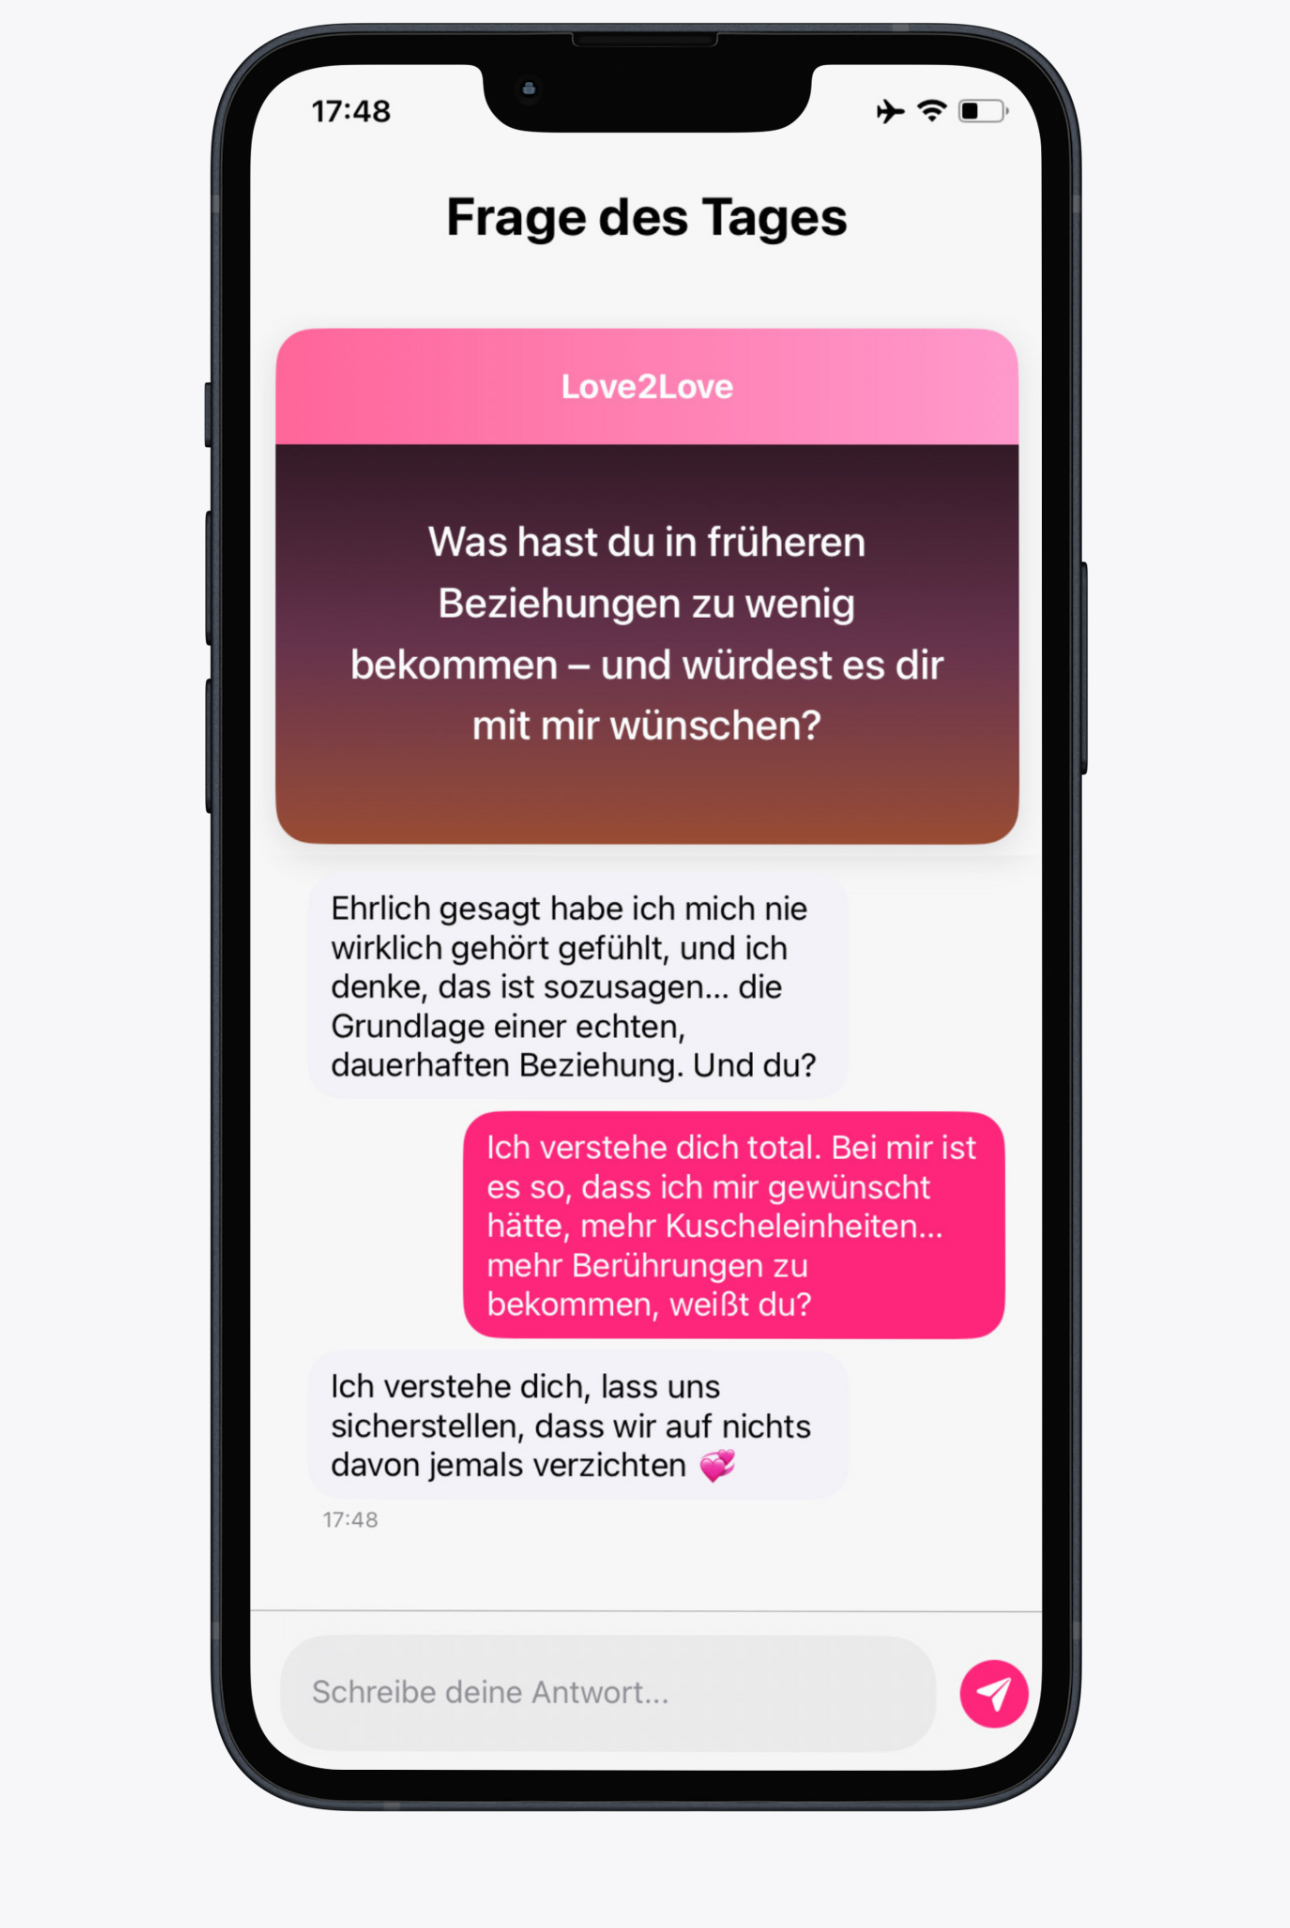 17:48
Frage des Tages
Love2Love
Was hast du in früheren
Beziehungen zu wenig
bekommen – und würdest es dir
mit mir wünschen?
Ehrlich gesagt habe ich mich nie
wirklich gehört gefühlt, und ich
denke, das ist sozusagen... die
Grundlage einer echten,
dauerhaften Beziehung. Und du?
Ich verstehe dich total. Bei mir ist
es so, dass ich mir gewünscht
hätte, mehr Kuscheleinheiten...
mehr Berührungen zu
bekommen, weißt du?
Ich verstehe dich, lass uns
sicherstellen, dass wir auf nichts
davon jemals verzichten 💞
17:48
Schreibe deine Antwort...